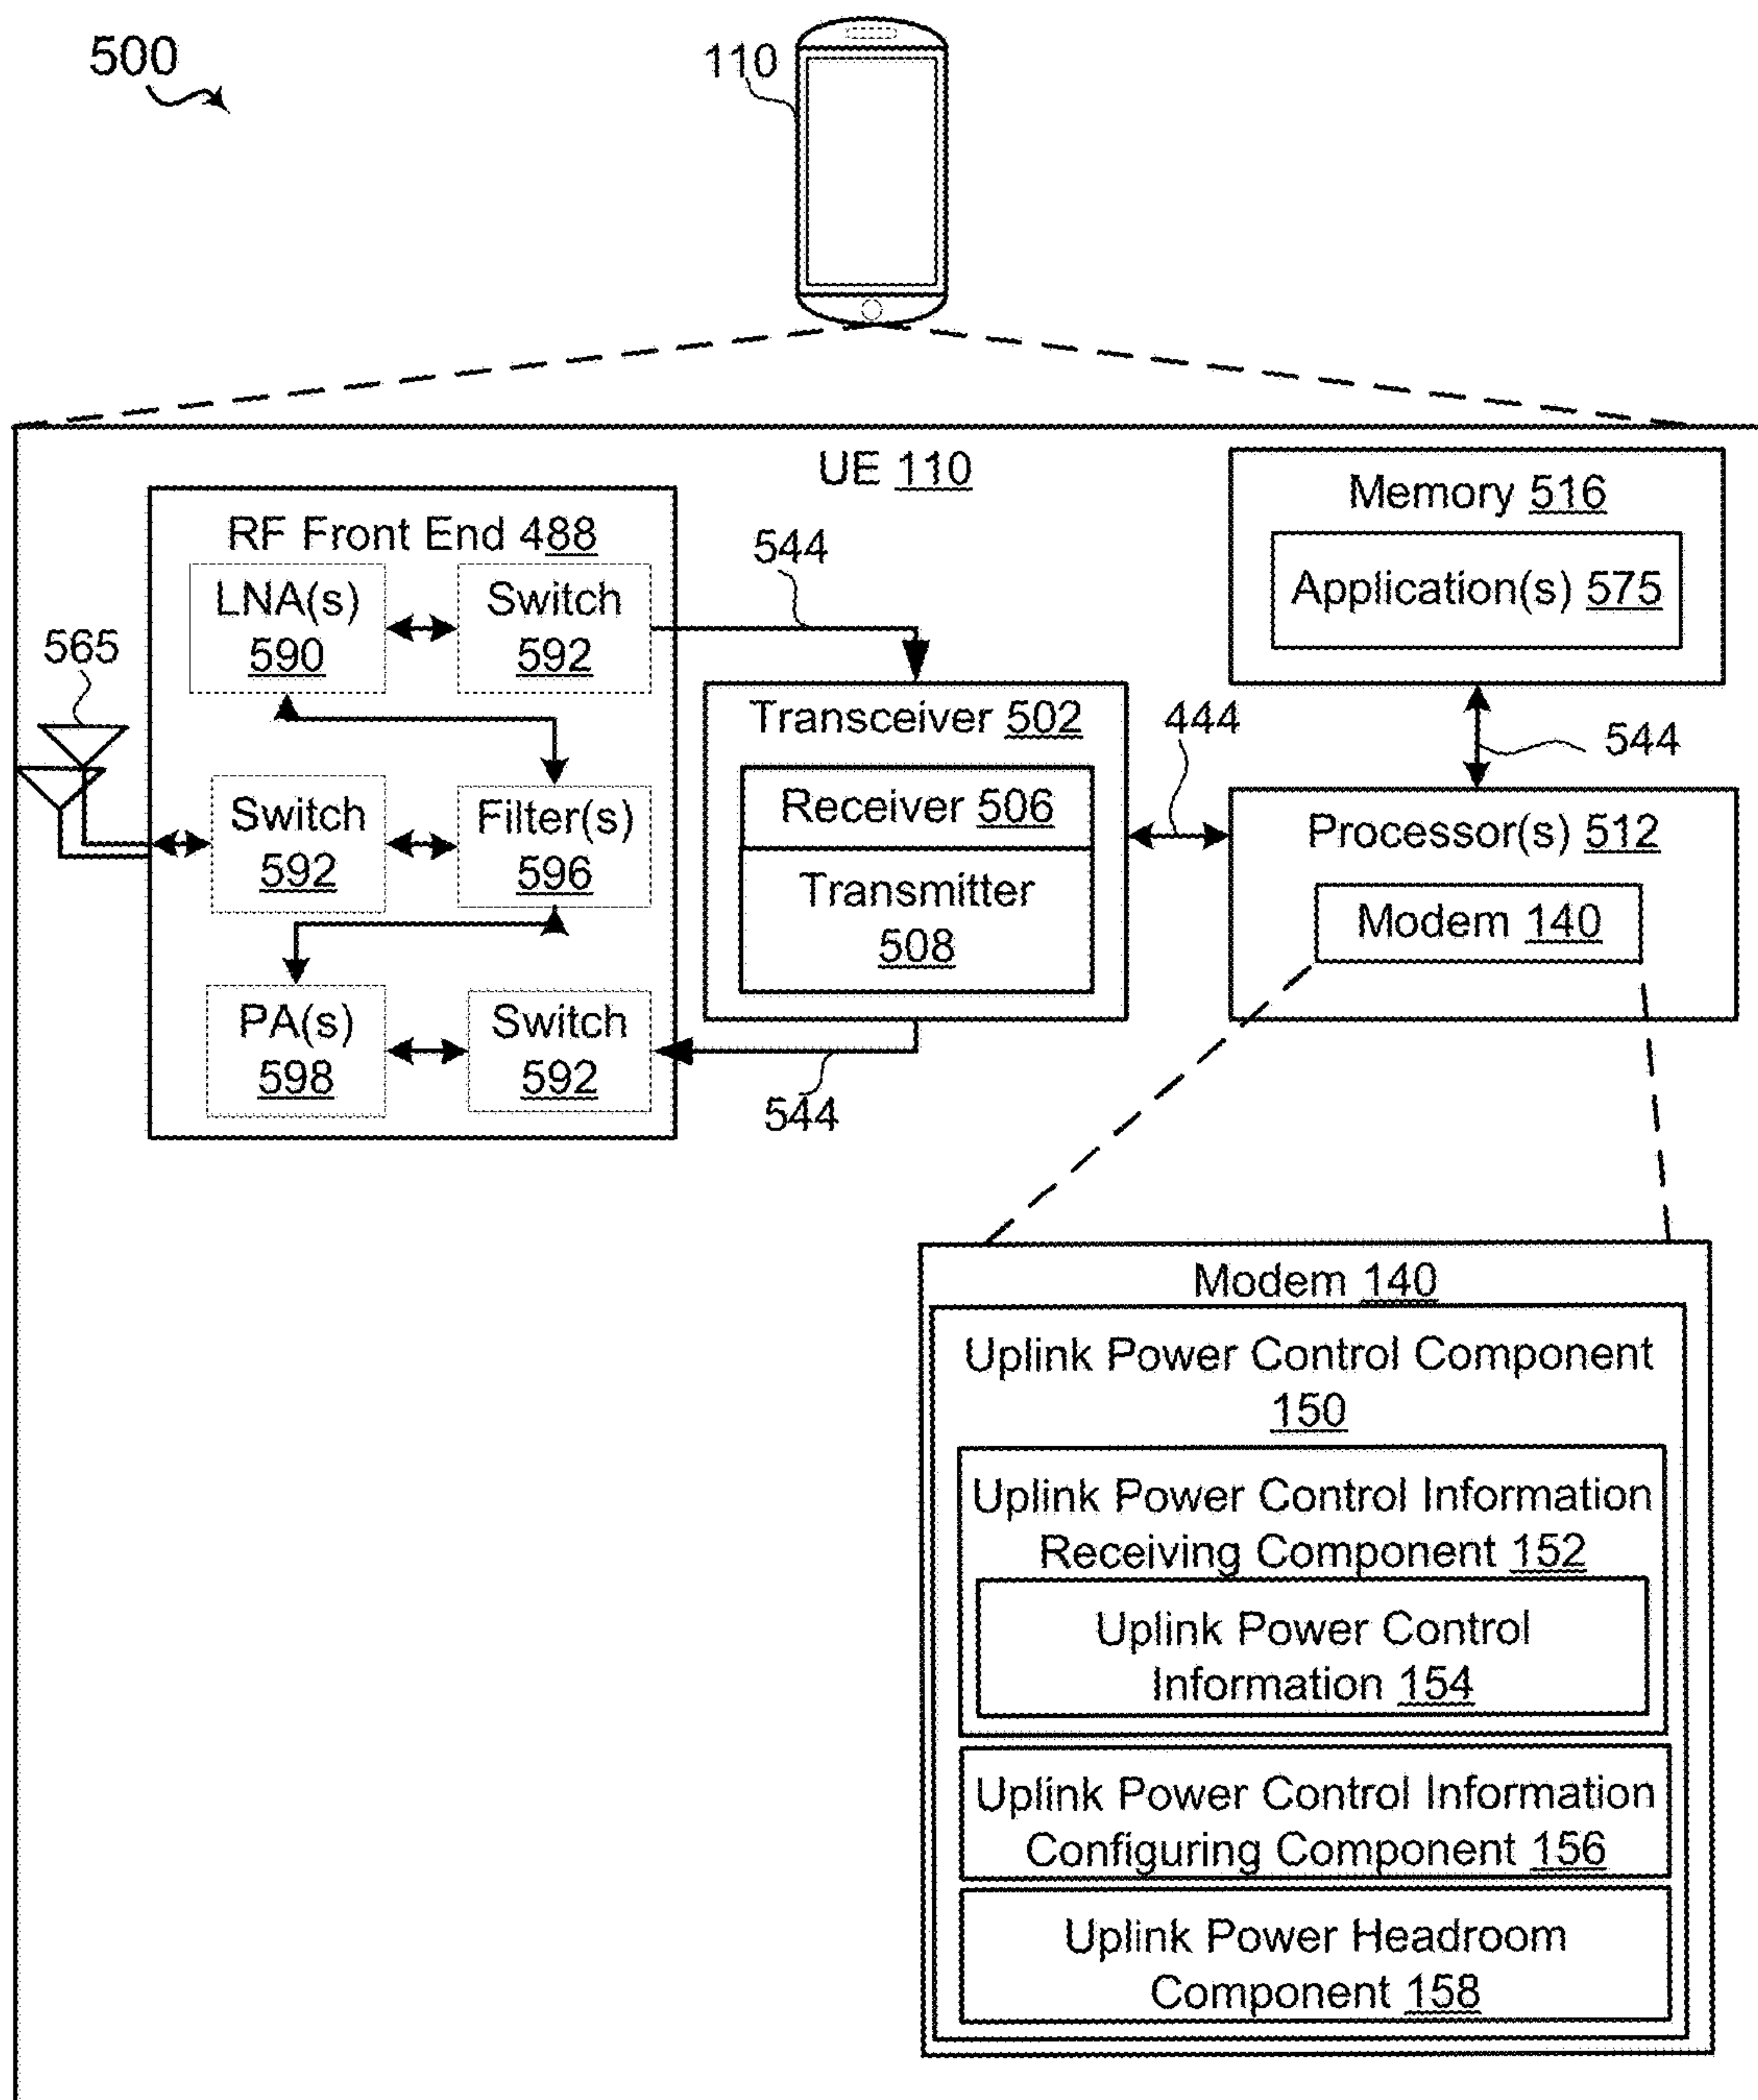 500
110
UE 110
RF Front End 488
LNA(s)
590
Switch
592
544
565
Switch
592
Filter(s)
596
PA(s)
598
Switch
592
544
Transceiver 502
Receiver 506
Transmitter
508
444
Memory 516
Application(s) 575
544
Processor(s) 512
Modem 140
Modem 140
Uplink Power Control Component
150
Uplink Power Control Information
Receiving Component 152
Uplink Power Control
Information 154
Uplink Power Control Information
Configuring Component 156
Uplink Power Headroom
Component 158